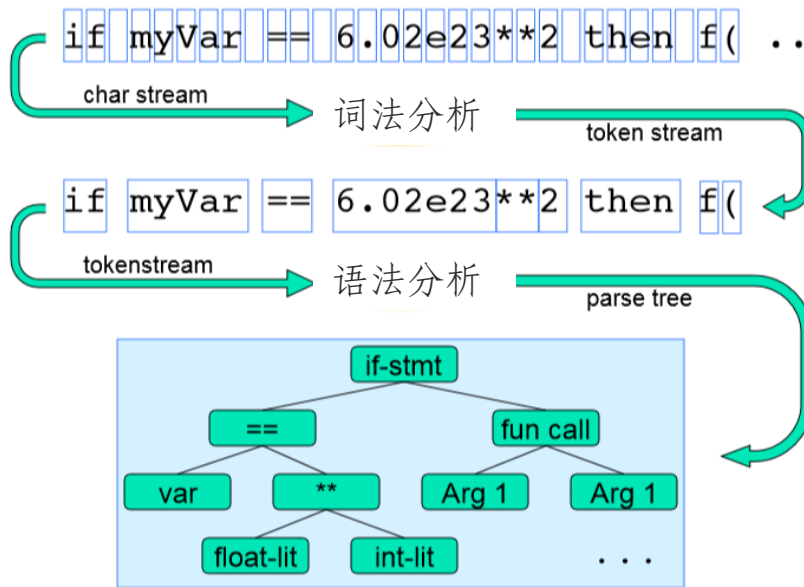 if myVar == 6.02e23**2 then f( ..
char stream
词法分析
token stream
if myVar == 6.02e23**2 then f(
tokenstream
语法分析
parse tree
if-stmt
== fun call
var ** Arg 1 Arg 1
float-lit int-lit ...